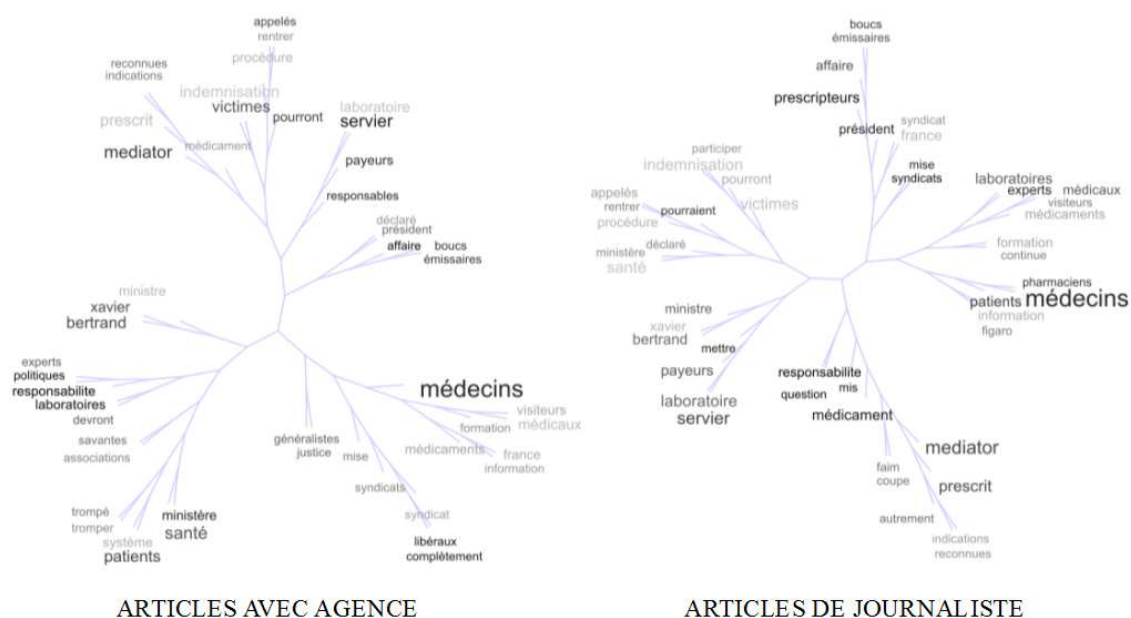 appelés
rentrer
procédure
reconnues
indications
indemnisation
victimes
pourront
laboratoire
servier
prescrit
mediator
médicament
payeurs
responsables
déclaré
président
affaire
boucs
émissaires
ministre
xavier
bertrand
experts
politiques
responsabilite
laboratoires
devront
savantes
associations
trompé
tromper
système
patients
ministère
santé
généralistes
justice
mise
syndicats
syndicat
libéraux
complètement
médecins
visiteurs
médicaux
formation
médicaments
france
information
ARTICLES AVEC AGENCE
boucs
émissaires
affaire
prescripteurs
président
syndicat
france
mise
syndicats
participer
indemnisation
pourront
victimes
appelés
rentrer
procédure
pourraient
ministère
déclaré
santé
laboratoires
experts
médicaux
visiteurs
médicaments
formation
continue
pharmaciens
patients
médecins
information
figaro
ministre
xavier
bertrand
mettre
payeurs
laboratoire
servier
responsabilite
question
mis
médicament
mediator
prescrit
faim
coupe
autrement
indications
reconnues
ARTICLES DE JOURNALISTE